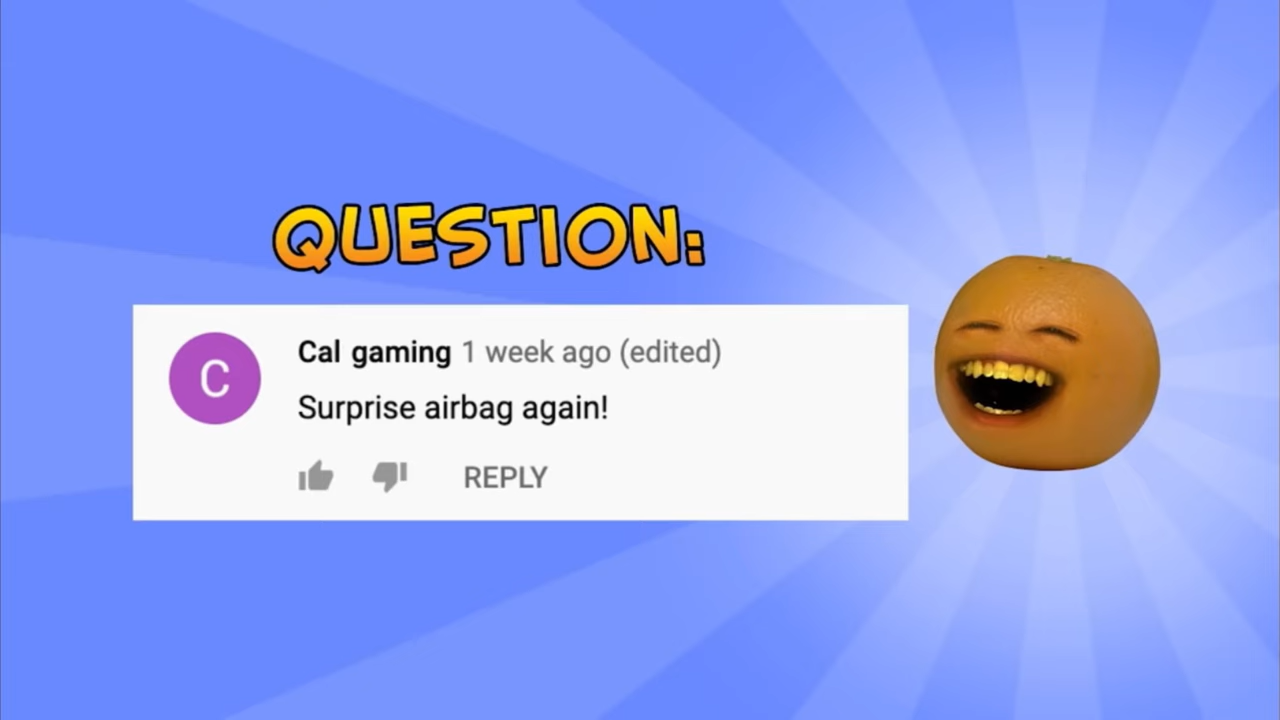 QUESTION:
C
Cal gaming 1 week ago (edited)
Surprise airbag again!
REPLY